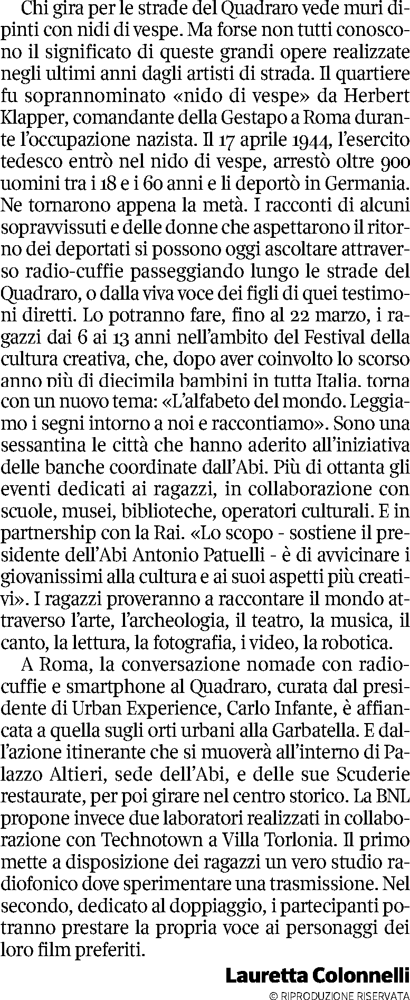 Chi gira per le strade del Quadraro vede muri di-
pinti con nidi di vespe. Ma forse non tutti conosco-
no il significato di queste grandi opere realizzate
negli ultimi anni dagli artisti di strada. Il quartiere
fu soprannominato «nido di vespe» da Herbert
Klapper, comandante della Gestapo a Roma duran-
te l’occupazione nazista. Il 17 aprile 1944, l’esercito
tedesco entrò nel nido di vespe, arrestò oltre 900
uomini tra i 18 e i 60 anni e li deportò in Germania.
Ne tornarono appena la metà. I racconti di alcuni
sopravvissuti e delle donne che aspettarono il ritor-
no dei deportati si possono oggi ascoltare attraver-
so radio-cuffie passeggiando lungo le strade del
Quadraro, o dalla viva voce dei figli di quei testimo-
ni diretti. Lo potranno fare, fino al 22 marzo, i ra-
gazzi dai 6 ai 13 anni nell’ambito del Festival della
cultura creativa, che, dopo aver coinvolto lo scorso
anno più di diecimila bambini in tutta Italia, torna
con un nuovo tema: «L’alfabeto del mondo. Leggia-
mo i segni intorno a noi e raccontiamo». Sono una
sessantina le città che hanno aderito all’iniziativa
delle banche coordinate dall’Abi. Più di ottanta gli
eventi dedicati ai ragazzi, in collaborazione con
scuole, musei, biblioteche, operatori culturali. E in
partnership con la Rai. «Lo scopo - sostiene il pre-
sidente dell’Abi Antonio Patuelli - è di avvicinare i
giovanissimi alla cultura e ai suoi aspetti più creati-
vi». I ragazzi proveranno a raccontare il mondo at-
traverso l’arte, l’archeologia, il teatro, la musica, il
canto, la lettura, la fotografia, i video, la robotica.
A Roma, la conversazione nomade con radio-
cuffie e smartphone al Quadraro, curata dal presi-
dente di Urban Experience, Carlo Infante, è affian-
cata a quella sugli orti urbani alla Garbatella. E dal-
l’azione itinerante che si muoverà all’interno di Pa-
lazzo Altieri, sede dell’Abi, e delle sue Scuderie
restaurate, per poi girare nel centro storico. La BNL
propone invece due laboratori realizzati in collabo-
razione con Technotown a Villa Torlonia. Il primo
mette a disposizione dei ragazzi un vero studio ra-
diofonico dove sperimentare una trasmissione. Nel
secondo, dedicato al doppiaggio, i partecipanti po-
tranno prestare la propria voce ai personaggi dei
loro film preferiti.
Lauretta Colonnelli
© RIPRODUZIONE RISERVATA